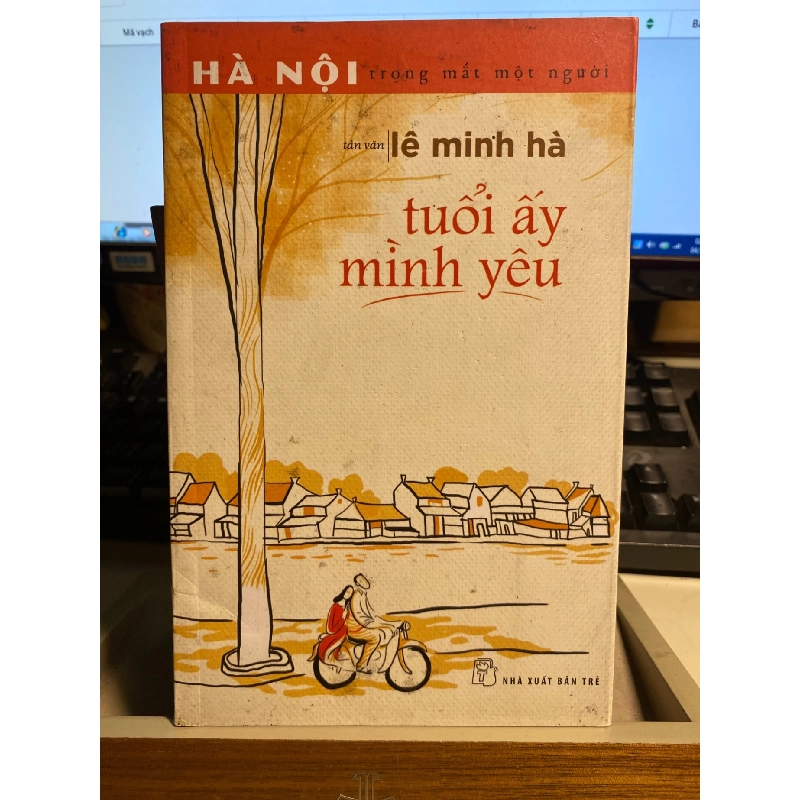 Mã vạch
HÀ NỘI trong mắt một người
tản văn lê minh hà
tuổi ấy
mình yêu
NHÀ XUẤT BẢN TRẺ